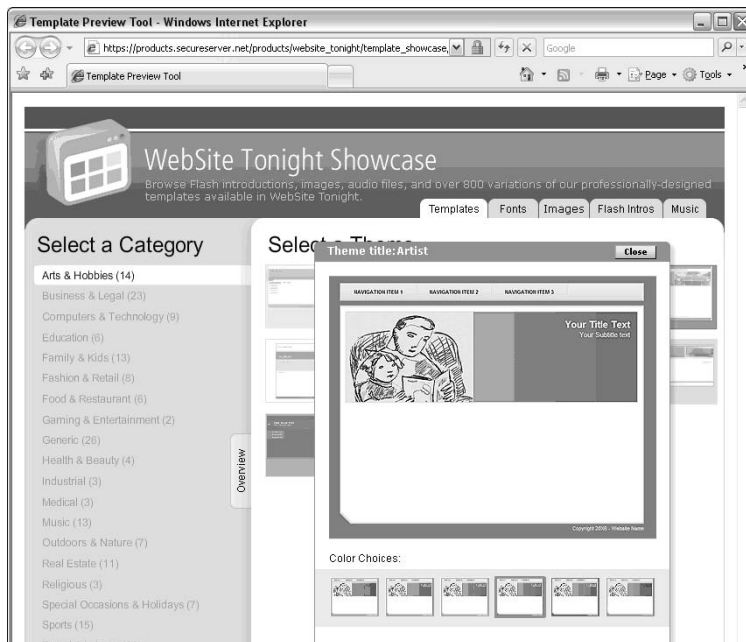 Template Preview Tool - Windows Internet Explorer
https://products.secureserver.net/products/website_tonight/template_showcase,
Google
Template Preview Tool
Page
Tools
WebSite Tonight Showcase
Browse Flash introductions, images, audio files, and over 800 variations of our professionally-designed
templates available in WebSite Tonight.
Templates Fonts Images Flash Intros Music
Select a Category
Select a Theme
Arts & Hobbies (14)
Business & Legal (23)
Computers & Technology (9)
Education (6)
Family & Kids (13)
Fashion & Retail (8)
Food & Restaurant (6)
Gaming & Entertainment (2)
Generic (26)
Health & Beauty (4)
Industrial (3)
Medical (3)
Music (13)
Outdoors & Nature (7)
Real Estate (11)
Religious (3)
Special Occasions & Holidays (7)
Sports (15)
Overview
Theme title:Artist
Close
NAVIGATION ITEM 1 NAVIGATION ITEM 2 NAVIGATION ITEM 3
Your Title Text
Your Subtitle text
Color Choices: